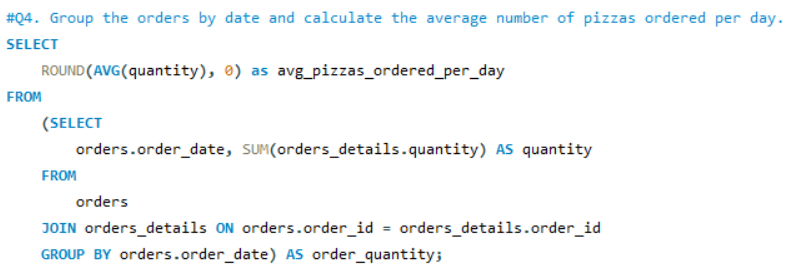 #Q4. Group the orders by date and calculate the average number of pizzas ordered per day.
SELECT
ROUND(AVG(quantity), 0) as avg_pizzas_ordered_per_day
FROM
(SELECT
orders.order_date, SUM(orders_details.quantity) AS quantity
FROM
orders
JOIN orders_details ON orders.order_id = orders_details.order_id
GROUP BY orders.order_date) AS order_quantity;